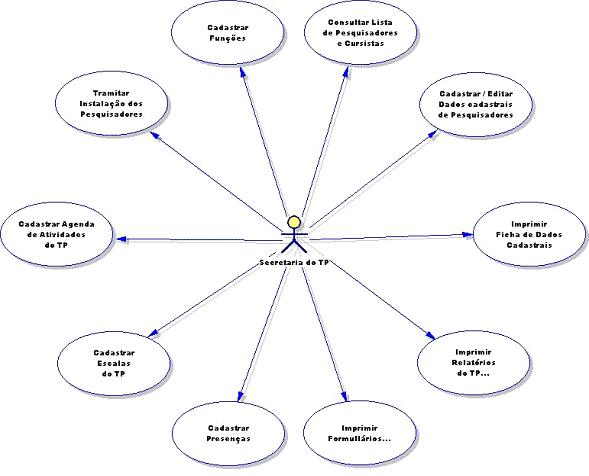 Cadastrar
Funções
Consultar Lista
de Pesquisadores
e Cursistas
Tramitar
Instalação dos
Pesquisadores
Cadastrar / Editar
Dados cadastrais
de Pesquisadores
Cadastrar Agenda
de Atividades
do TP
Imprimir
Ficha de Dados
Cadastrais
Secretaria do TP
Cadastrar
Escalas
do TP
Imprimir
Relatórios
do TP...
Cadastrar
Presenças
Imprimir
Formullários...